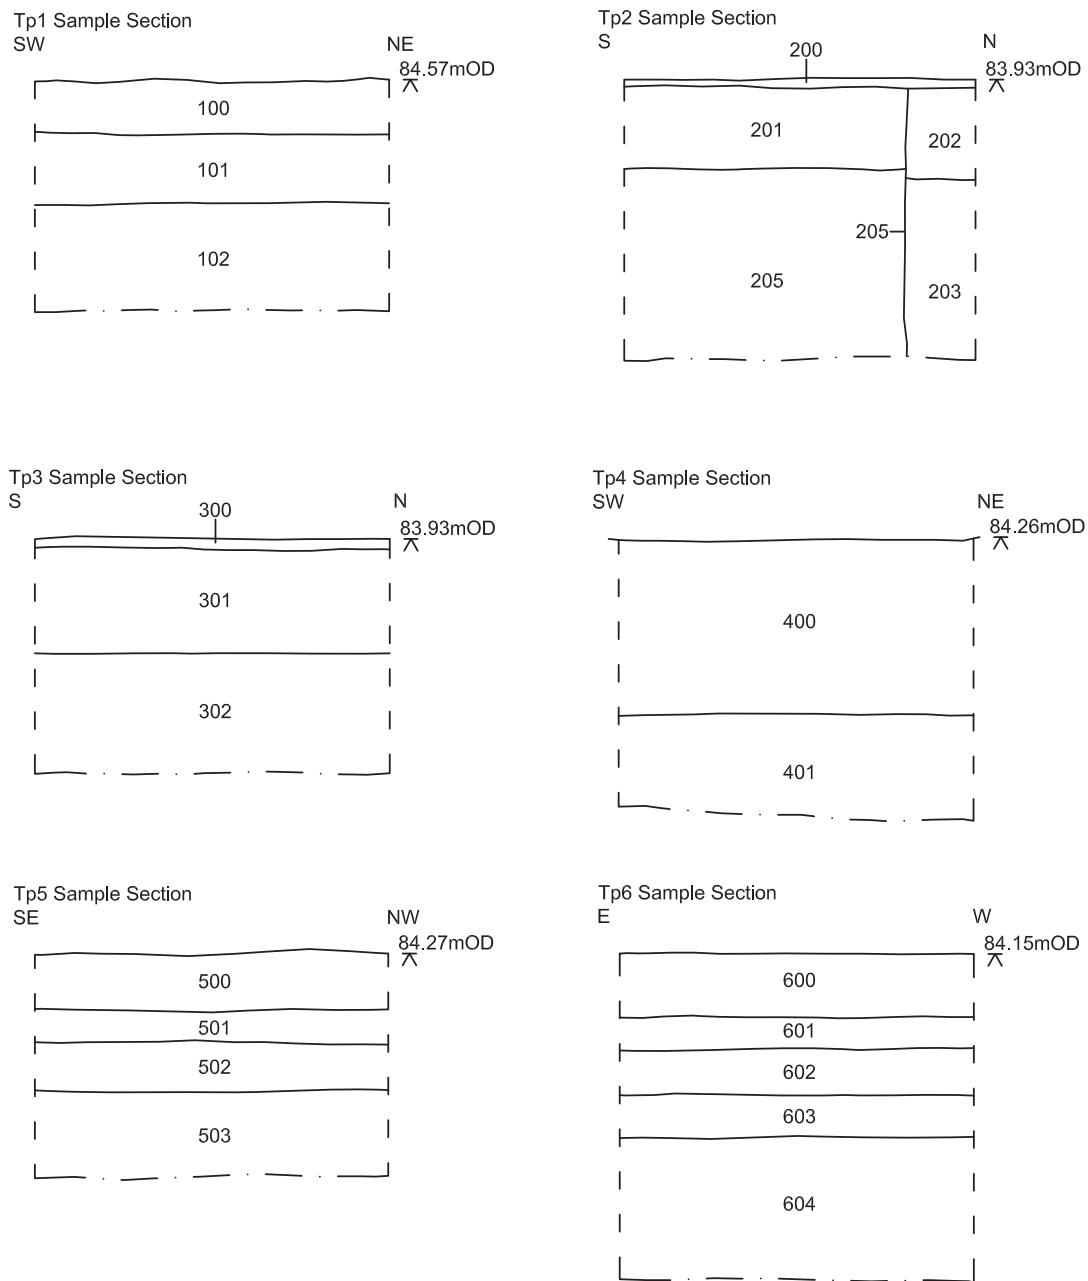 Tp1 Sample Section
SW NE
84.57mOD
100
101
102
Tp2 Sample Section
S N
200
83.93mOD
201
202
205
205
203
Tp3 Sample Section
S N
300
83.93mOD
301
302
Tp4 Sample Section
SW NE
84.26mOD
400
401
Tp5 Sample Section
SE NW
84.27mOD
500
501
502
503
Tp6 Sample Section
E W
84.15mOD
600
601
602
603
604